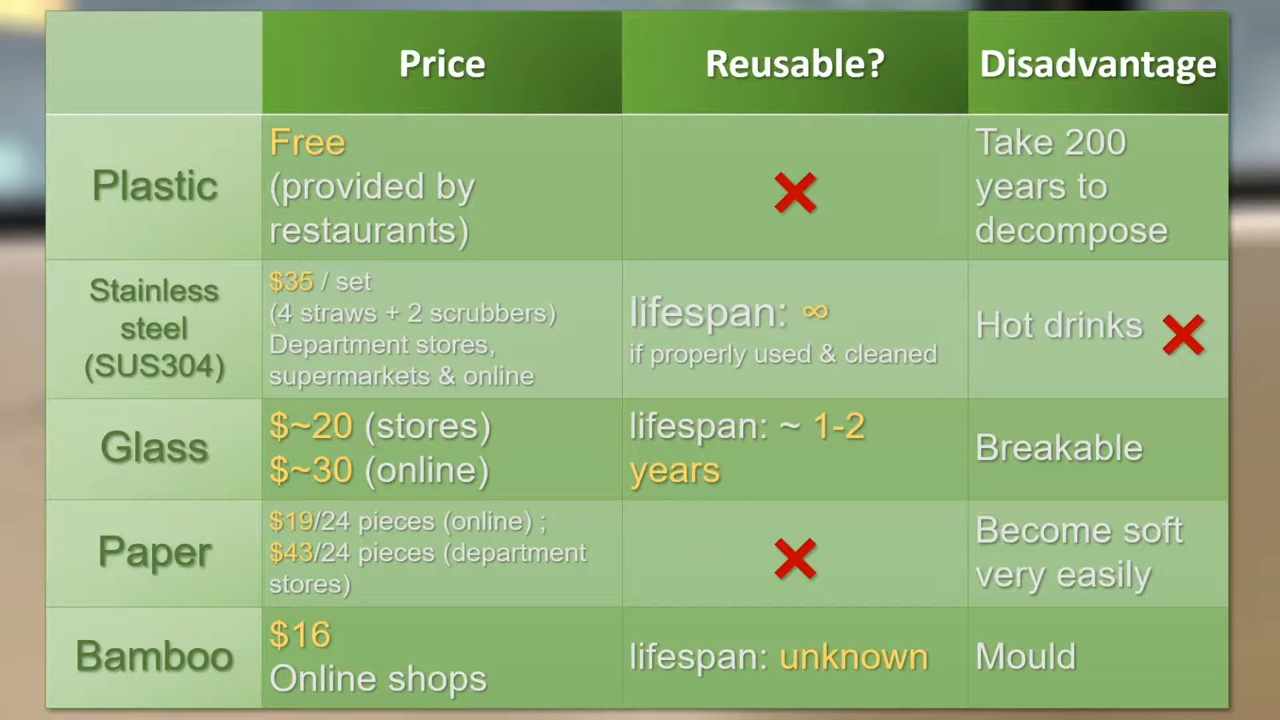 Price
Reusable?
Disadvantage
Plastic
Free
(provided by
restaurants)
Take 200
years to
decompose
Stainless
steel
(SUS304)
$35 / set
(4 straws + 2 scrubbers)
Department stores,
supermarkets & online
lifespan: ∞
if properly used & cleaned
Hot drinks
Glass
$~20 (stores)
$~30 (online)
lifespan: ~ 1-2
years
Breakable
Paper
$19/24 pieces (online) ;
$43/24 pieces (department
stores)
Become soft
very easily
Bamboo
$16
Online shops
lifespan: unknown
Mould